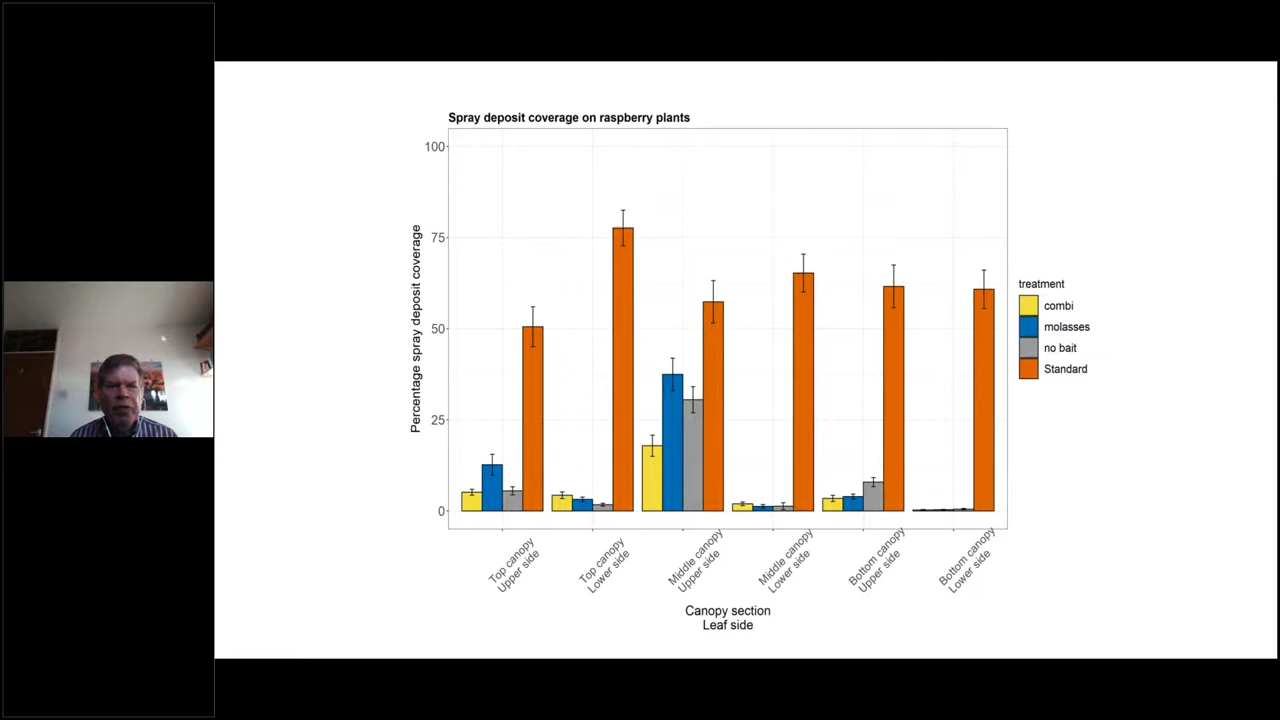 Spray deposit coverage on raspberry plants
Percentage spray deposit coverage
100
75
50
25
0
Top canopy
Upper side
Top canopy
Lower side
Middle canopy
Upper side
Middle canopy
Lower side
Bottom canopy
Upper side
Bottom canopy
Lower side
Canopy section
Leaf side
treatment
combi
molasses
no bait
Standard